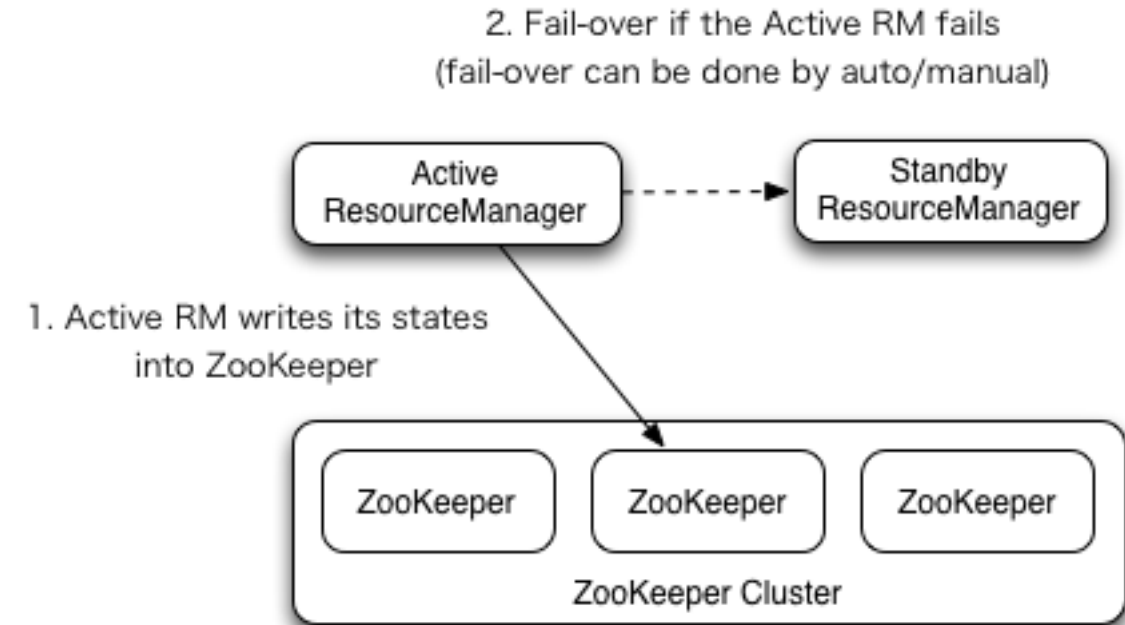 2. Fail-over if the Active RM fails
(fail-over can be done by auto/manual)
Active
ResourceManager
Standby
ResourceManager
1. Active RM writes its states
into ZooKeeper
ZooKeeper
ZooKeeper
ZooKeeper
ZooKeeper Cluster